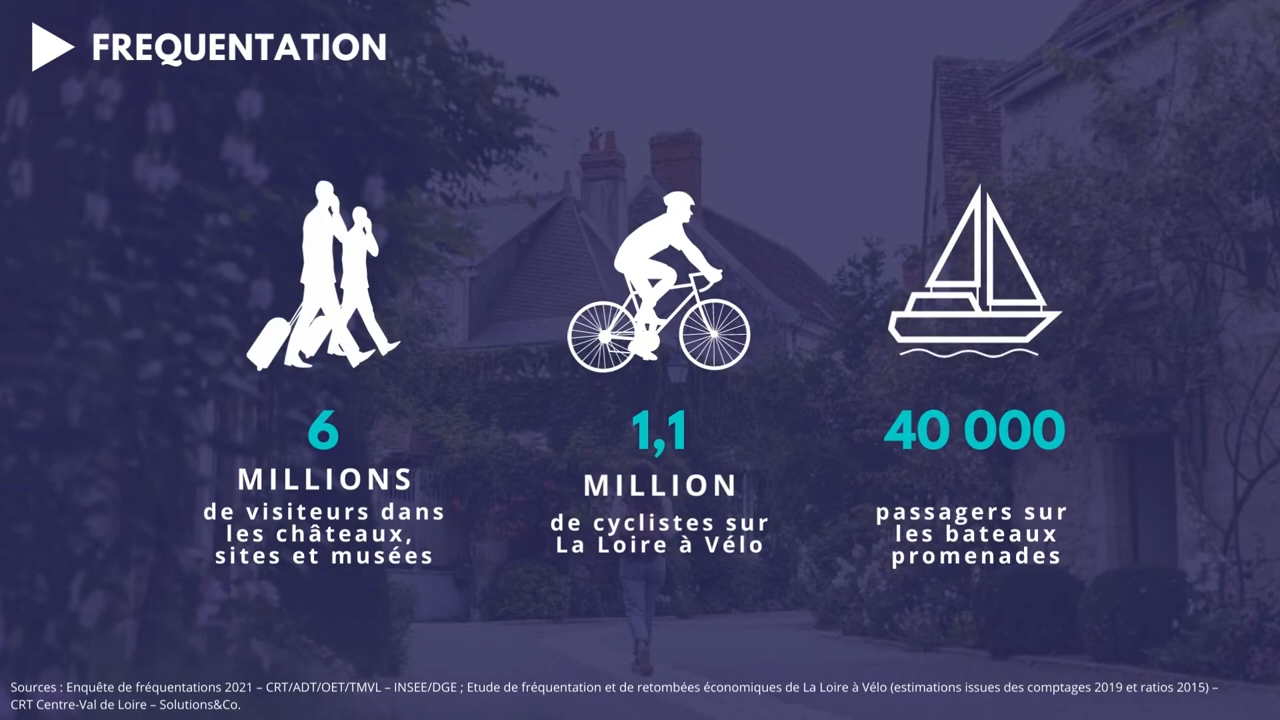 FREQUENTATION
6
MILLIONS
de visiteurs dans
les châteaux,
sites et musées
1,1
MILLION
de cyclistes sur
La Loire à Vélo
40 000
passagers sur
les bateaux
promenades
Sources : Enquête de fréquentations 2021 – CRT/ADT/OET/TMVL – INSEE/DGE ; Etude de fréquentation et de retombées économiques de La Loire à Vélo (estimations issues des comptages 2019 et ratios 2015) –
CRT Centre-Val de Loire – Solutions&Co.